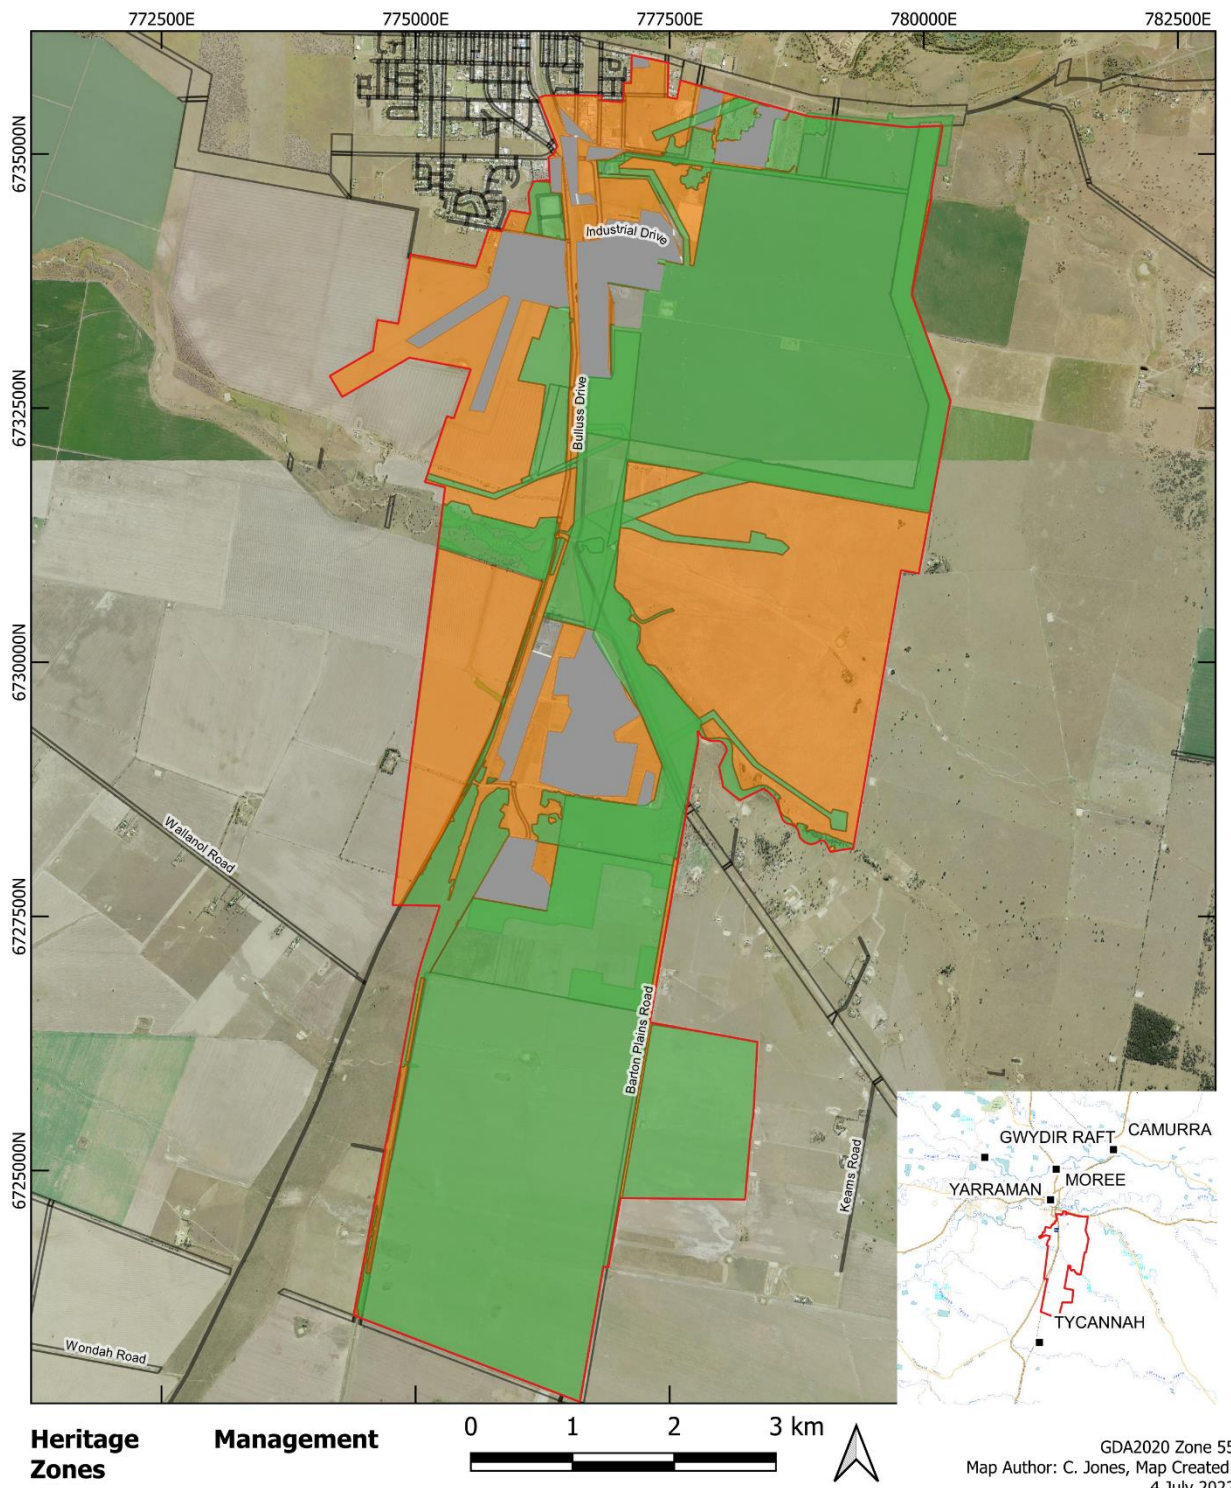 772500E 775000E 777500E 780000E 782500E
6735000N
Industrial Drive
6732500N
Bulluss Drive
6730000N
Wallanol Road
6727500N
Barton Plains Road
6725000N
Keams Road
Wondah Road
CAMURRA
GWYDIR RAFT
MOREE
YARRAMAN
TYCANNAH
Heritage Management
Zones
0 1 2 3 km
GDA2020 Zone 55
Map Author: C. Jones, Map Created
4 July 2022